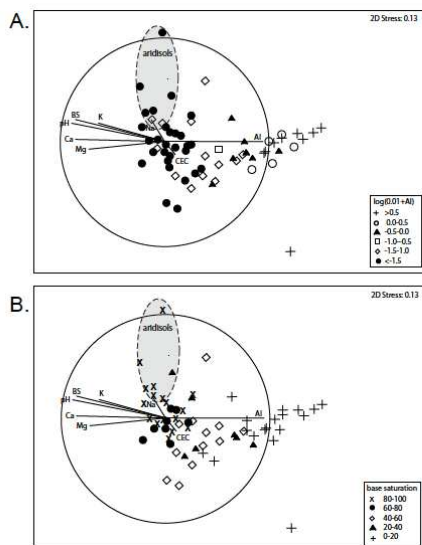 A.
2D Stress: 0.13
aridisols
BS
pH
K
Na
Ca
Mg
Al
CEC
log(0.01+Al)
>0.5
0.0-0.5
-0.5-0.0
-1.0--0.5
-1.5-1.0
<-1.5
B.
2D Stress: 0.13
aridisols
BS
pH
K
Na
Ca
Mg
Al
CEC
base saturation
x 80-100
60-80
40-60
20-40
+ 0-20